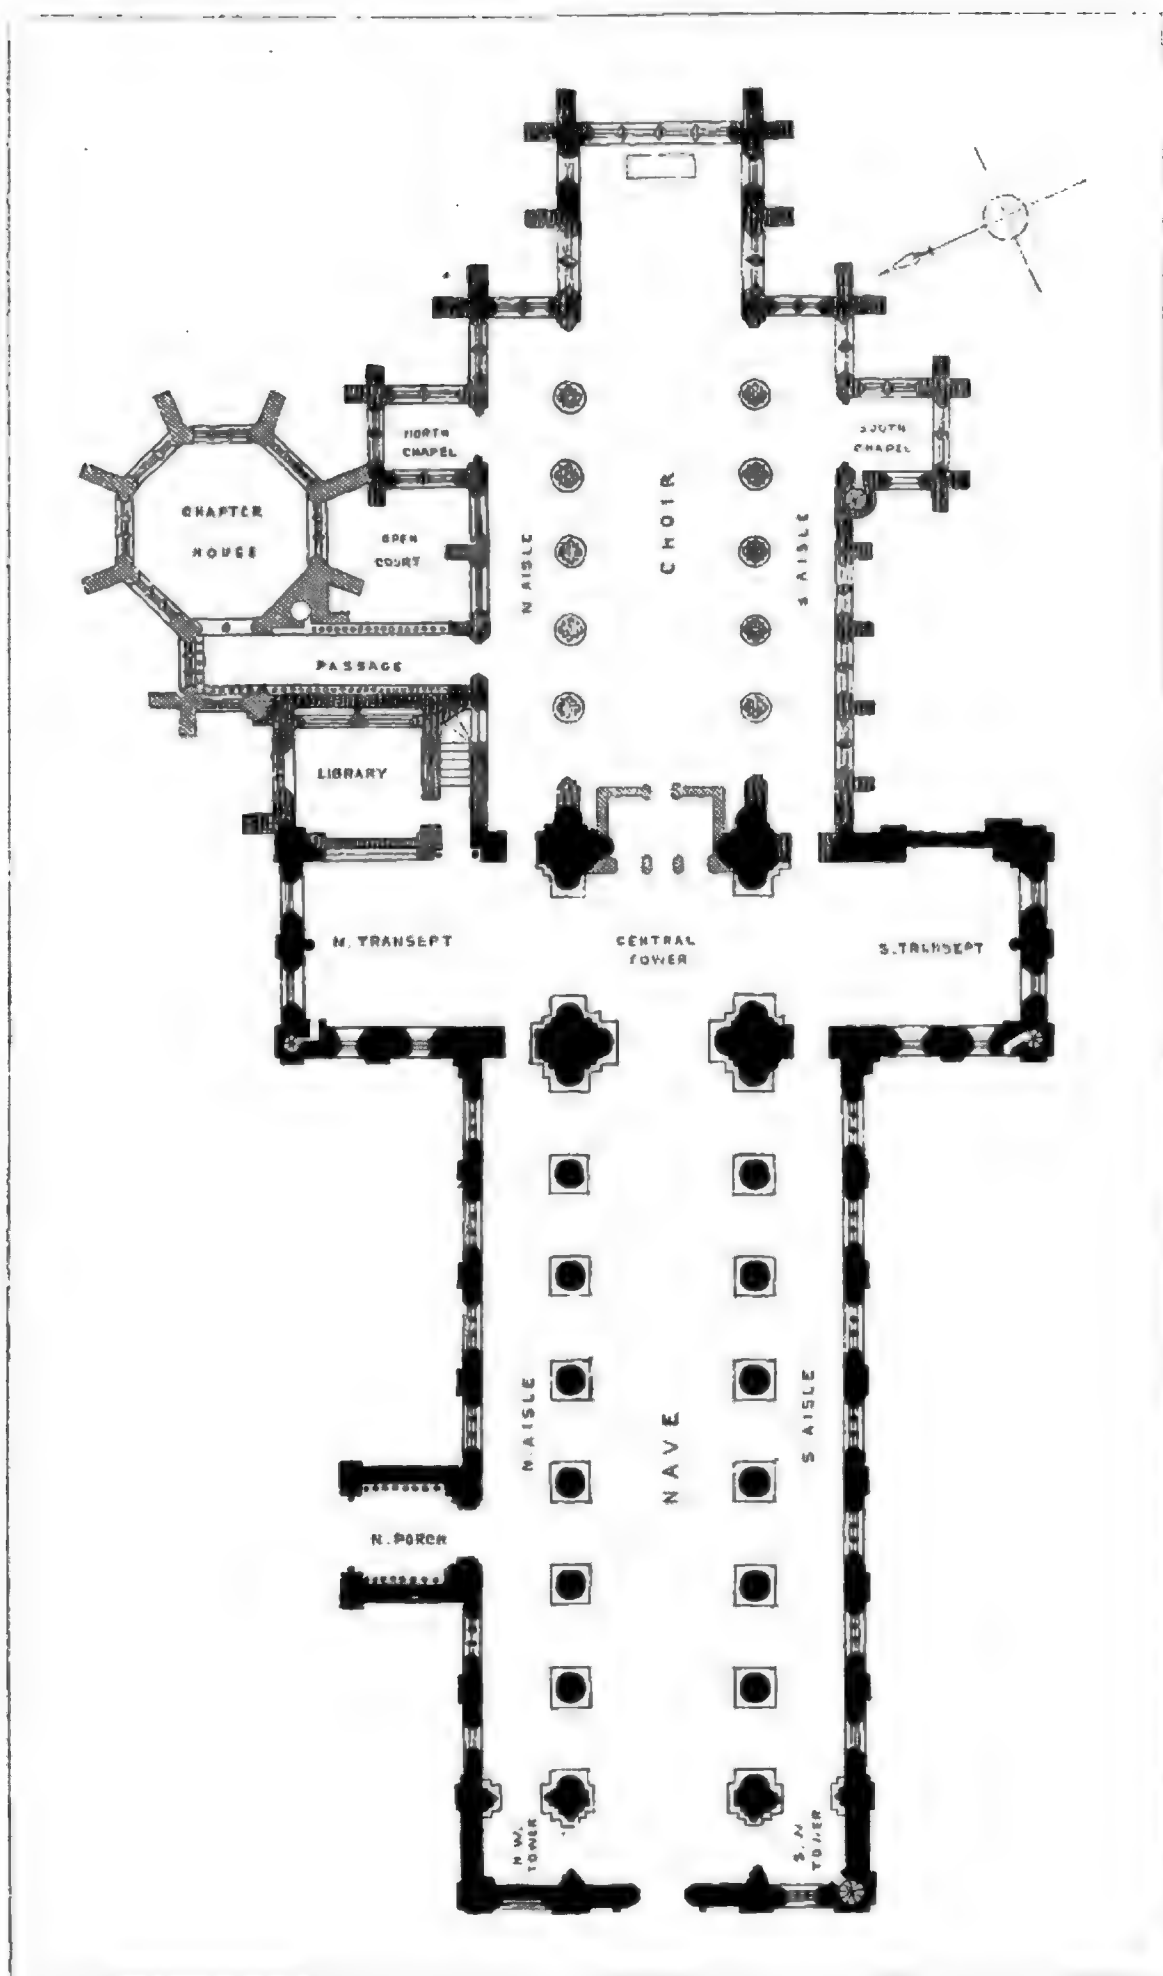 NORTH
CHAPEL
SOUTH
CHAPEL
CHAPTER
HOUSE
OPEN
COURT
N AISLE
CHOIR
S AISLE
PASSAGE
LIBRARY
N. TRANSEPT
CENTRAL
TOWER
S. TRANSEPT
N. AISLE
NAVE
S AISLE
N. PORCH
N.W.
TOWER
S.W
TOWER